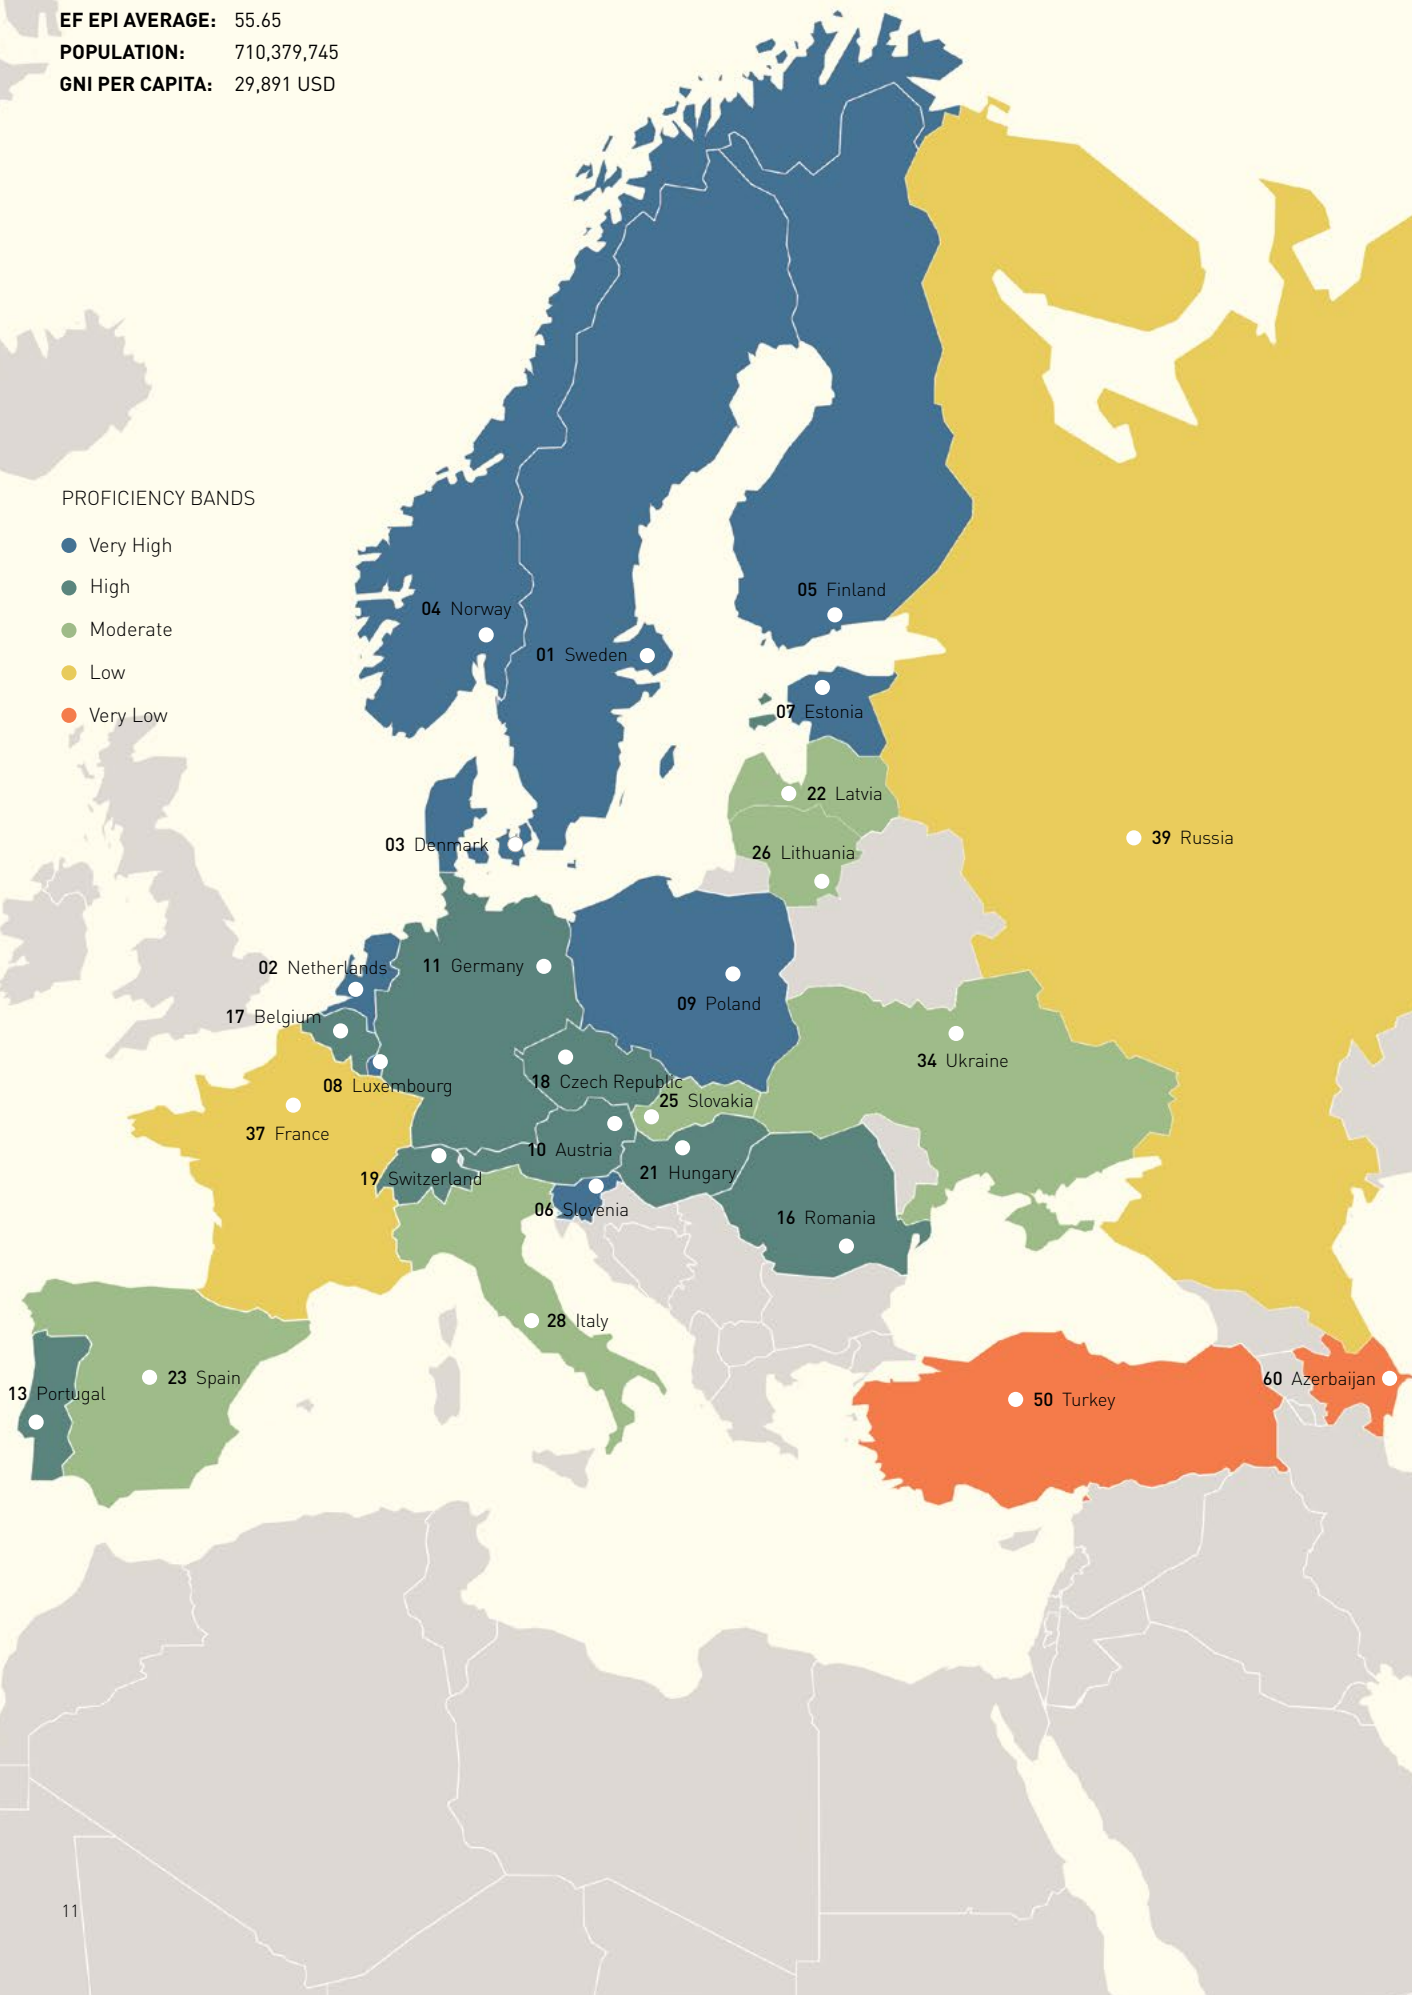 EF EPI AVERAGE: 55.65
POPULATION: 710,379,745
GNI PER CAPITA: 29,891 USD
PROFICIENCY BANDS
Very High
High
Moderate
Low
Very Low
05 Finland
04 Norway
01 Sweden
07 Estonia
22 Latvia
39 Russia
03 Denmark
26 Lithuania
02 Netherlands
11 Germany
09 Poland
17 Belgium
34 Ukraine
18 Czech Republic
08 Luxembourg
25 Slovakia
37 France
10 Austria
21 Hungary
19 Switzerland
06 Slovenia
16 Romania
28 Italy
23 Spain
60 Azerbaijan
13 Portugal
50 Turkey
11